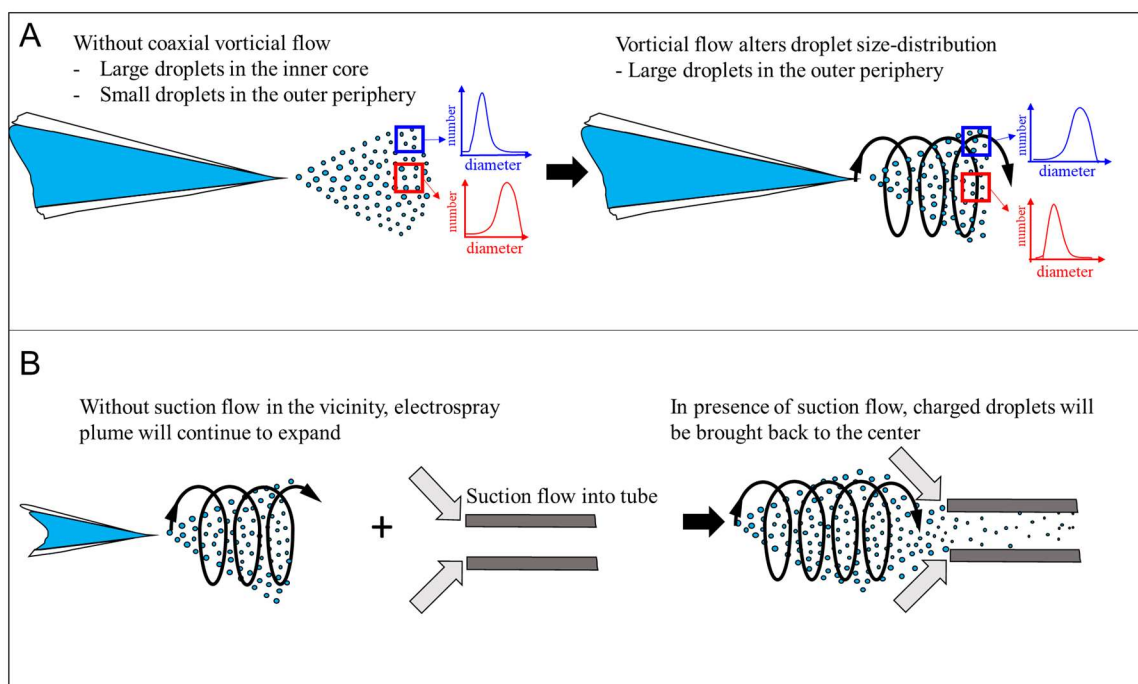 A
Without coaxial vorticial flow
- Large droplets in the inner core
- Small droplets in the outer periphery
number
diameter
number
diameter
Vorticial flow alters droplet size-distribution
- Large droplets in the outer periphery
number
diameter
number
diameter
B
Without suction flow in the vicinity, electrospray
plume will continue to expand
+
Suction flow into tube
In presence of suction flow, charged droplets will
be brought back to the center